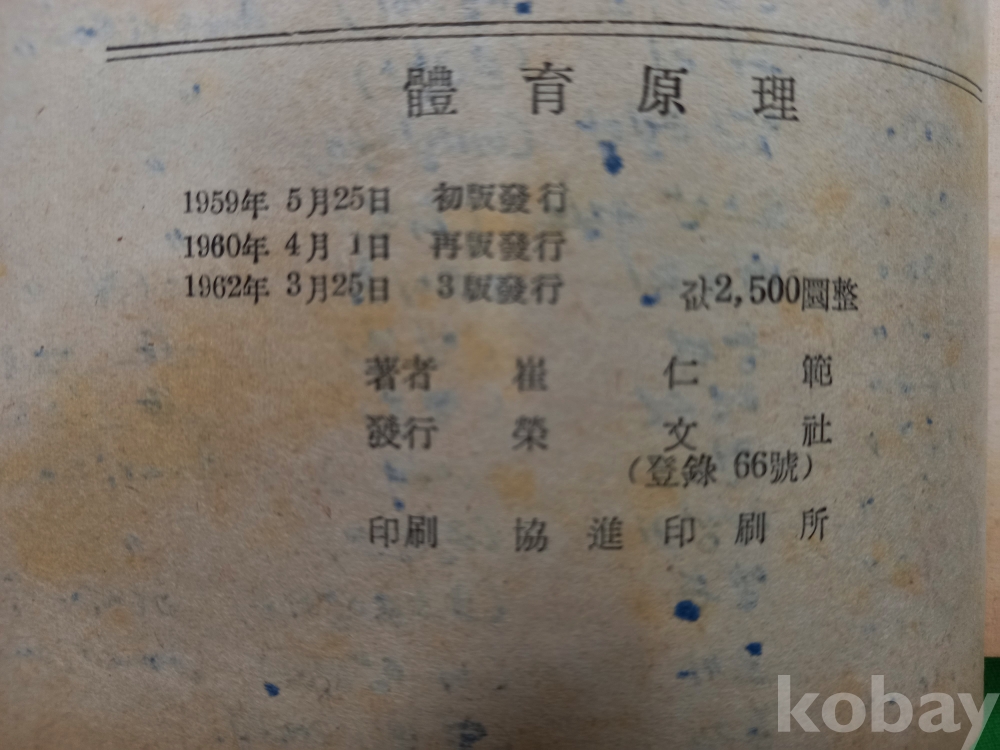 體育原理
1959年 5月25日 初版發行
1960年 4月 1日 再版發行
1962年 3月25日 3版發行 값2,500圜整
著者 崔仁範
發行 榮文社
(登錄 66號)
印刷 協進印刷所
kobay